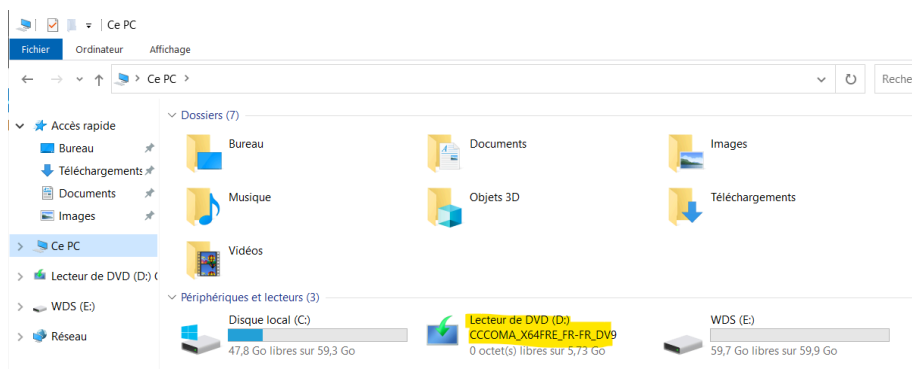 Ce PC
Fichier Ordinateur Affichage
Ce PC
Reche
Accès rapide
Bureau
Téléchargements
Documents
Images
Ce PC
Lecteur de DVD (D:) C
WDS (E:)
Réseau
Dossiers (7)
Bureau
Documents
Images
Musique
Objets 3D
Téléchargements
Vidéos
Périphériques et lecteurs (3)
Disque local (C:)
47,8 Go libres sur 59,3 Go
Lecteur de DVD (D:)
CCCOMA_X64FRE_FR-FR_DV9
0 octet(s) libres sur 5,73 Go
WDS (E:)
59,7 Go libres sur 59,9 Go